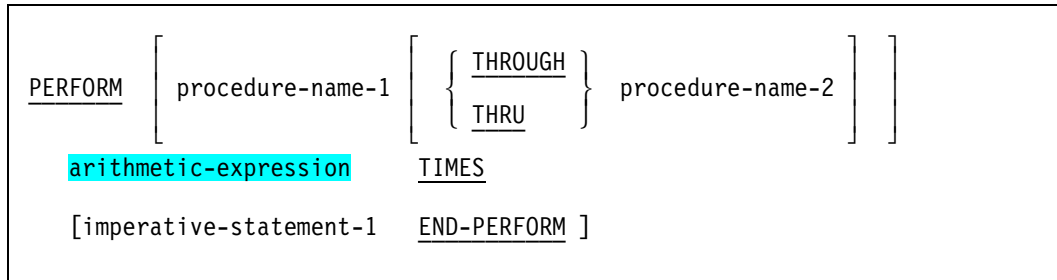 THROUGH
PERFORM [ procedure-name-1 [ { } procedure-name-2 ] ]
THRU
arithmetic-expression TIMES
[imperative-statement-1 END-PERFORM ]